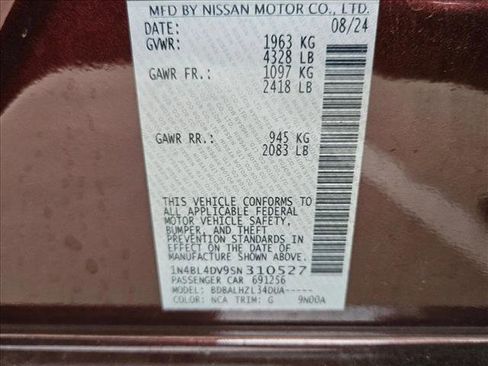 MFD BY NISSAN MOTOR CO., LTD.
DATE: 08/24
GVWR: 1963 KG
4328 LB
GAWR FR.: 1097 KG
2418 LB
GAWR RR.: 945 KG
2083 LB
THIS VEHICLE CONFORMS TO
ALL APPLICABLE FEDERAL
MOTOR VEHICLE SAFETY,
BUMPER, AND THEFT
PREVENTION STANDARDS IN
EFFECT ON THE DATE OF
MANUFACTURE SHOWN ABOVE.
1N4BL4DV9SN310527
PASSENGER CAR 691256
MODEL: BDBALHZL34DUA-----
COLOR: NCA TRIM: G 9N00A